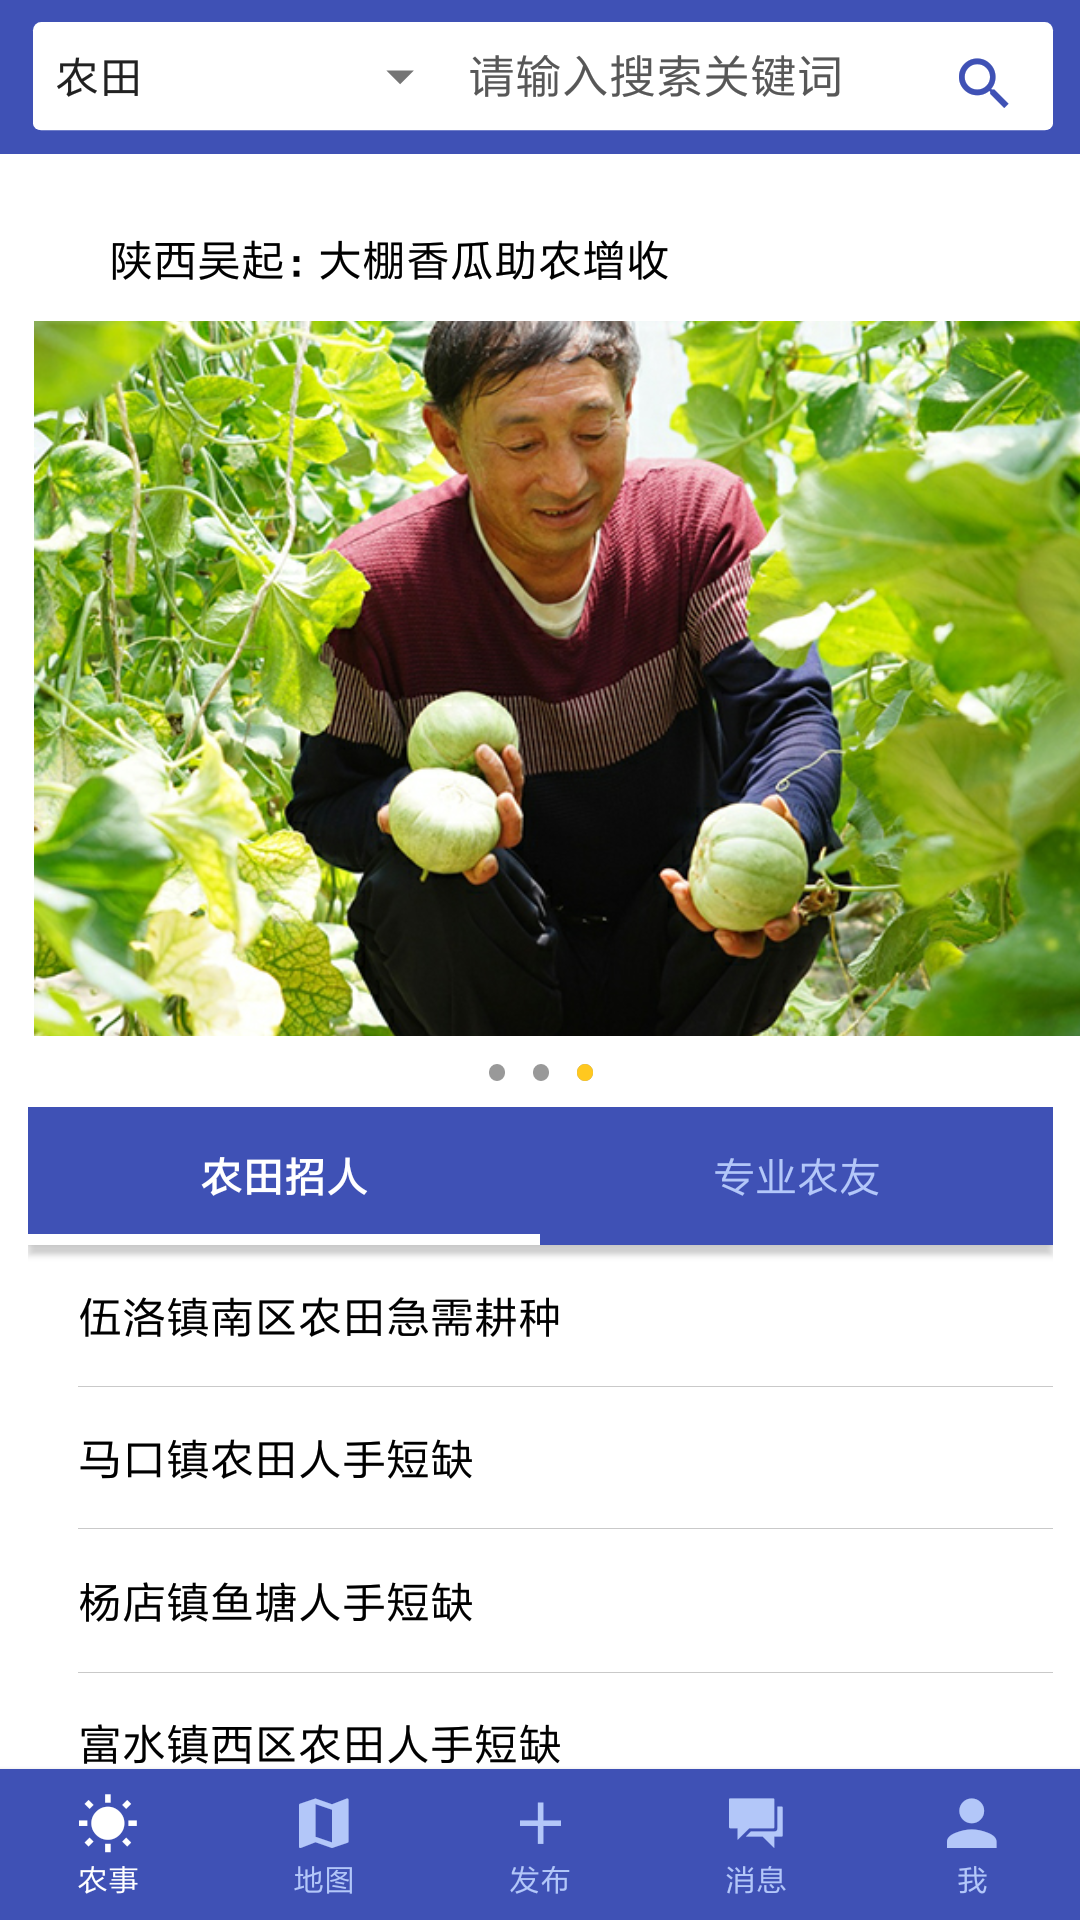 农田
请输入搜索关键词
陕西吴起：大棚香瓜助农增收
农田招人
专业农友
伍洛镇南区农田急需耕种
马口镇农田人手短缺
杨店镇鱼塘人手短缺
富水镇西区农田人手短缺
农事
地图
发布
消息
我